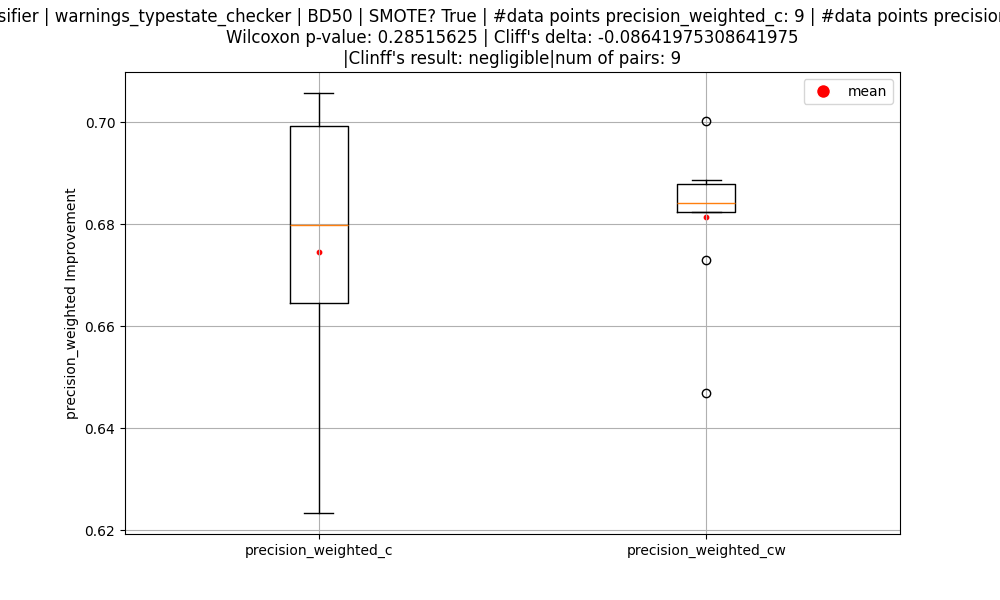 | warnings_typestate_checker | BD50 | SMOTE? True | #data points precision_weighted_c: 9 | #data points
Wilcoxon p-value: 0.28515625 | Cliff's delta: -0.08641975308641975
|Clinff's result: negligible|num of pairs: 9
mean
0.70
0.68
0.66
0.64
0.62
precision_weighted Improvement
precision_weighted_c
precision_weighted_cw